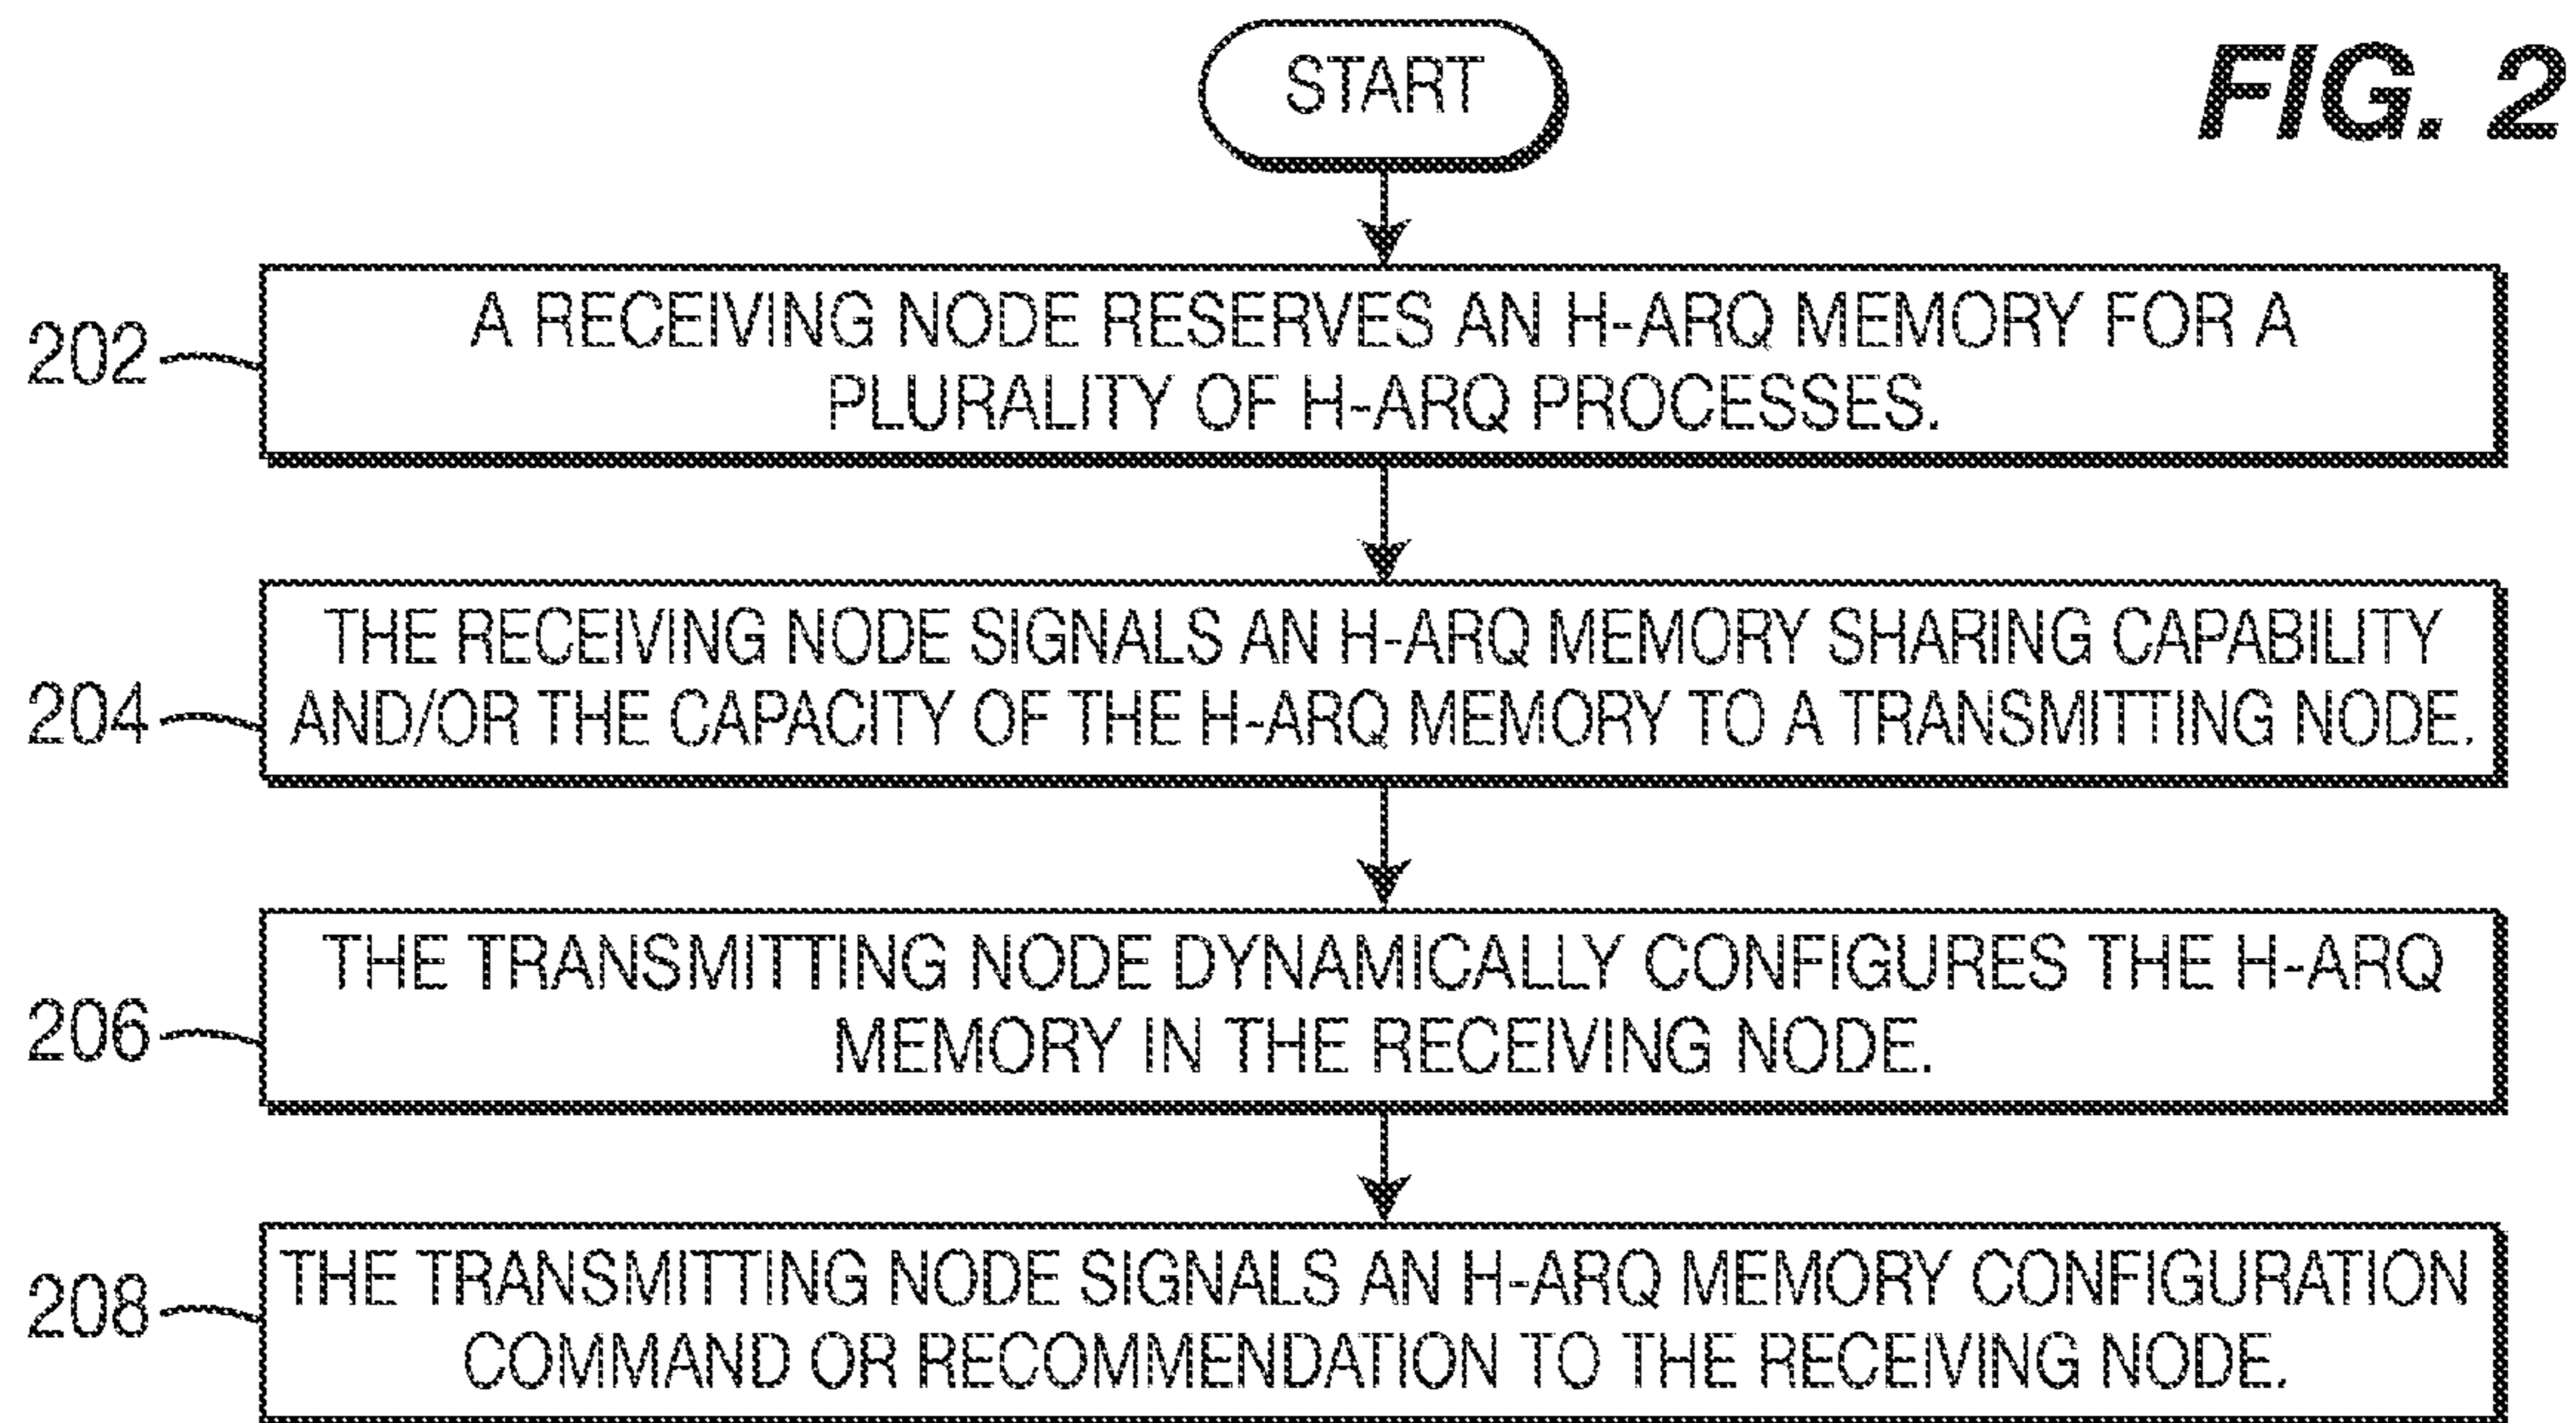 START
FIG. 2
202
A RECEIVING NODE RESERVES AN H-ARQ MEMORY FOR A
PLURALITY OF H-ARQ PROCESSES.
204
THE RECEIVING NODE SIGNALS AN H-ARQ MEMORY SHARING CAPABILITY
AND/OR THE CAPACITY OF THE H-ARQ MEMORY TO A TRANSMITTING NODE.
206
THE TRANSMITTING NODE DYNAMICALLY CONFIGURES THE H-ARQ
MEMORY IN THE RECEIVING NODE.
208
THE TRANSMITTING NODE SIGNALS AN H-ARQ MEMORY CONFIGURATION
COMMAND OR RECOMMENDATION TO THE RECEIVING NODE.